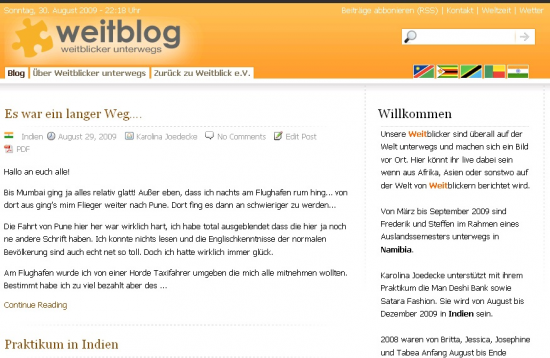 Sonntag, 30. August 2009 - 22:18 Uhr
Beiträge abbonieren (RSS) | Kontakt | Weltzeit | Wetter
weitblog
weitblicker unterwegs
Blog
Über Weitblicker unterwegs
Zurück zu Weitblick e.V.
Es war ein langer Weg....
Indien August 29, 2009 Karolina Joedecke No Comments Edit Post
PDF
Hallo an euch alle!
Bis Mumbai ging ja alles relativ glatt! Außer eben, dass ich nachts am Flughafen rum hing... von
dort aus ging's mim Flieger weiter nach Pune. Dort fing es dann an schwieriger zu werden...
Die Fahrt von Pune hier her war wirklich hart, ich habe total ausgeblendet dass die hier ja noch
ne andere Schrift haben. Ich konnte nichts lesen und die Englischkenntnisse der normalen
Bevölkerung sind auch echt net so toll. Doch ich hatte wirklich immer glück.
Am Flughafen wurde ich von einer Horde Taxifahrer umgeben die mich alle mitnehmen wollten.
Bestimmt habe ich zu viel bezahlt aber des ...
Continue Reading
Praktikum in Indien
Willkommen
Unsere Weitblicker sind überall auf der
Welt unterwegs und machen sich ein Bild
vor Ort. Hier könnt ihr live dabei sein
wenn aus Afrika, Asien oder sonstwo auf
der Welt von Weitblickern berichtet wird.
Von März bis September 2009 sind
Frederik und Steffen im Rahmen eines
Auslandssemesters unterwegs in
Namibia.
Karolina Joedecke unterstützt mit ihrem
Praktikum die Man Deshi Bank sowie
Satara Fashion. Sie wird von August bis
Dezember 2009 in Indien sein.
2008 waren von Britta, Jessica, Josephine
und Tabea Anfang August bis Ende